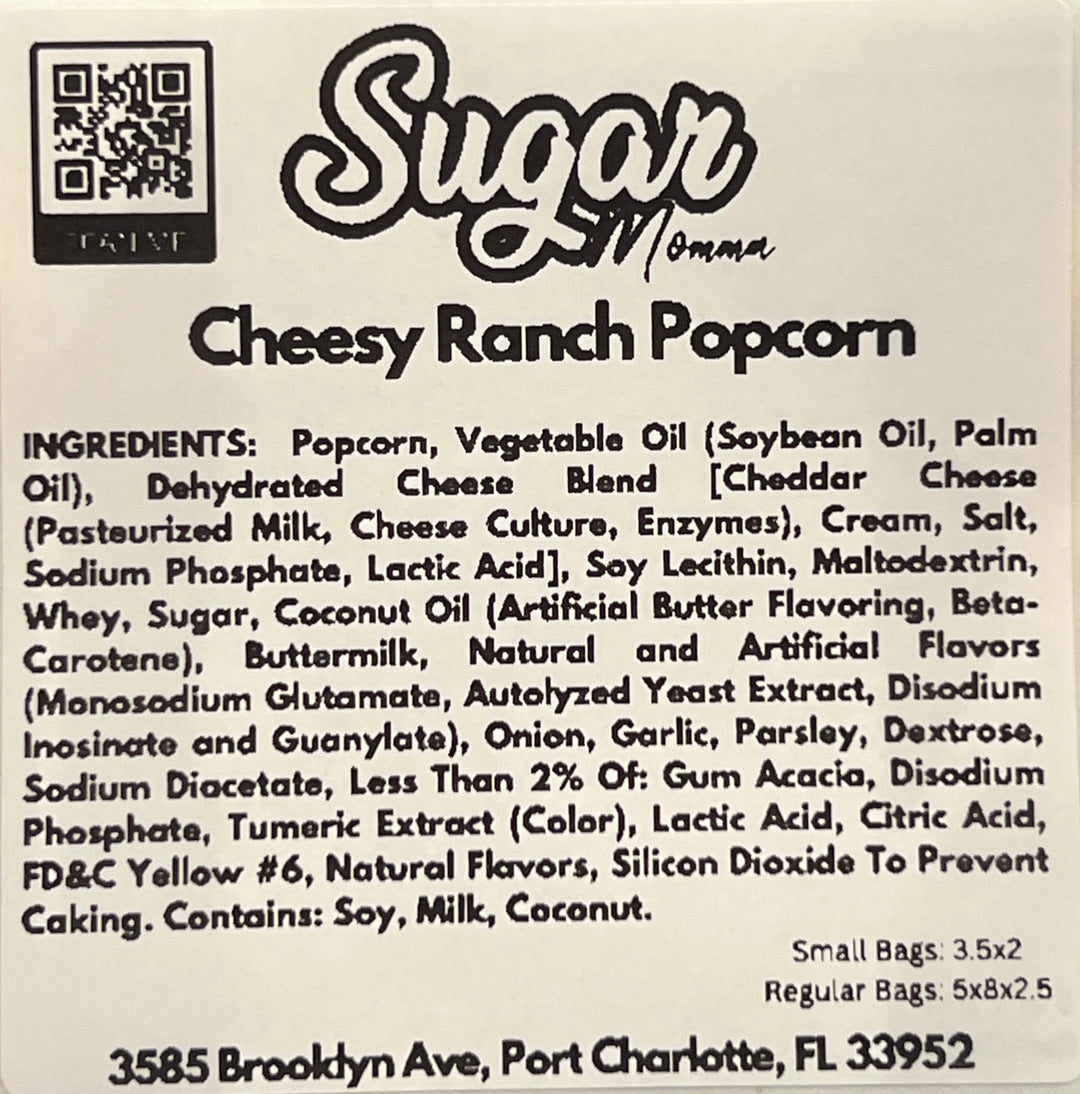 Sugar
Momma
Cheesy Ranch Popcorn
INGREDIENTS: Popcorn, Vegetable Oil (Soybean Oil, Palm
Oil), Dehydrated Cheese Blend [Cheddar Cheese
(Pasteurized Milk, Cheese Culture, Enzymes), Cream, Salt,
Sodium Phosphate, Lactic Acid], Soy Lecithin, Maltodextrin,
Whey, Sugar, Coconut Oil (Artificial Butter Flavoring, Beta-
Carotene), Buttermilk, Natural and Artificial Flavors
(Monosodium Glutamate, Autolyzed Yeast Extract, Disodium
Inosinate and Guanylate), Onion, Garlic, Parsley, Dextrose,
Sodium Diacetate, Less Than 2% Of: Gum Acacia, Disodium
Phosphate, Tumeric Extract (Color), Lactic Acid, Citric Acid,
FD&C Yellow #6, Natural Flavors, Silicon Dioxide To Prevent
Caking. Contains: Soy, Milk, Coconut.
Small Bags: 3.5x2
Regular Bags: 5x8x2.5
3585 Brooklyn Ave, Port Charlotte, FL 33952